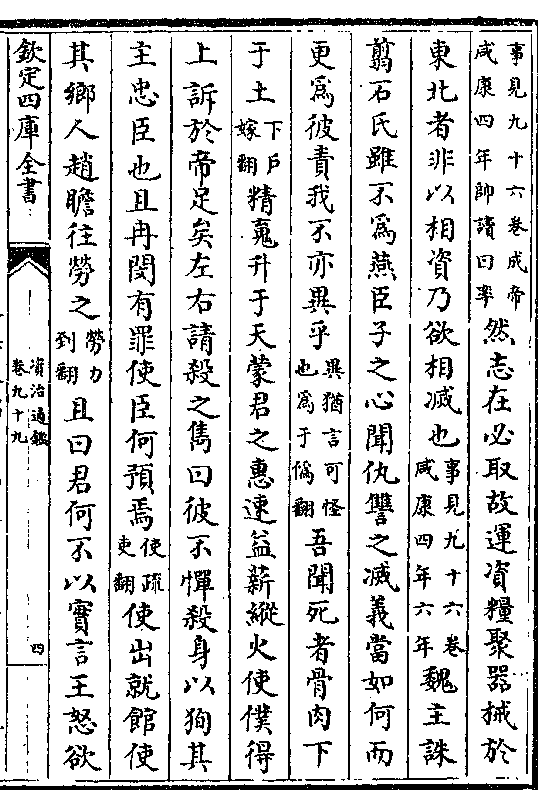 事見九十六卷成帝
咸康四年帥讀曰率
然志在必取故運資糧聚器械於
東北者非以相資乃欲相滅也
事見九十六卷
咸康四年六年
魏主誅
翦石氏雖不為燕臣子之心聞仇讐之滅義當如何而
更為彼責我不亦異乎
異猶言可怪
也為于偽翻
吾聞死者骨肉下
于土
下戶
嫁翻
精䰟升于天蒙君之惠速益薪縱火使僕得
上訴於帝足矣左右請殺之儁曰彼不憚殺身以狥其
主忠臣也且冉閔有罪使臣何預焉
使疏
吏翻
使出就館使
其鄉人趙瞻往勞之
勞力
到翻
且曰君何不以實言王怒欲
欽定四庫全書
資治通鑑
卷九十九
四